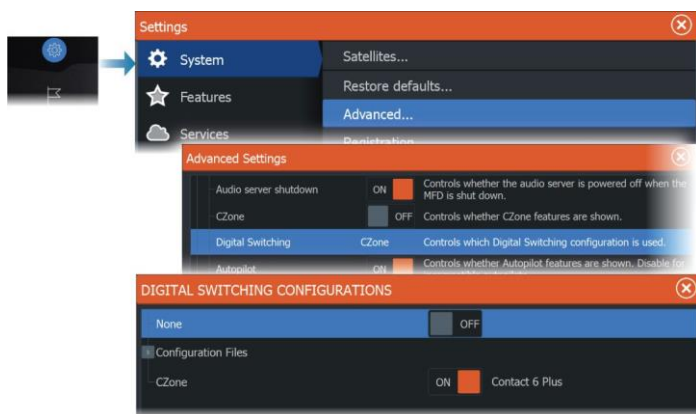 Settings
System
Satellites...
Features
Restore defaults...
Advanced...
Services
Registration
Advanced Settings
Audio server shutdown ON Controls whether the audio server is powered off when the
MFD is shut down.
CZone OFF Controls whether CZone features are shown.
Digital Switching CZone Controls which Digital Switching configuration is used.
Autopilot ON Controls whether Autopilot features are shown. Disable for
DIGITAL SWITCHING CONFIGURATIONS
None OFF
Configuration Files
CZone ON Contact 6 Plus